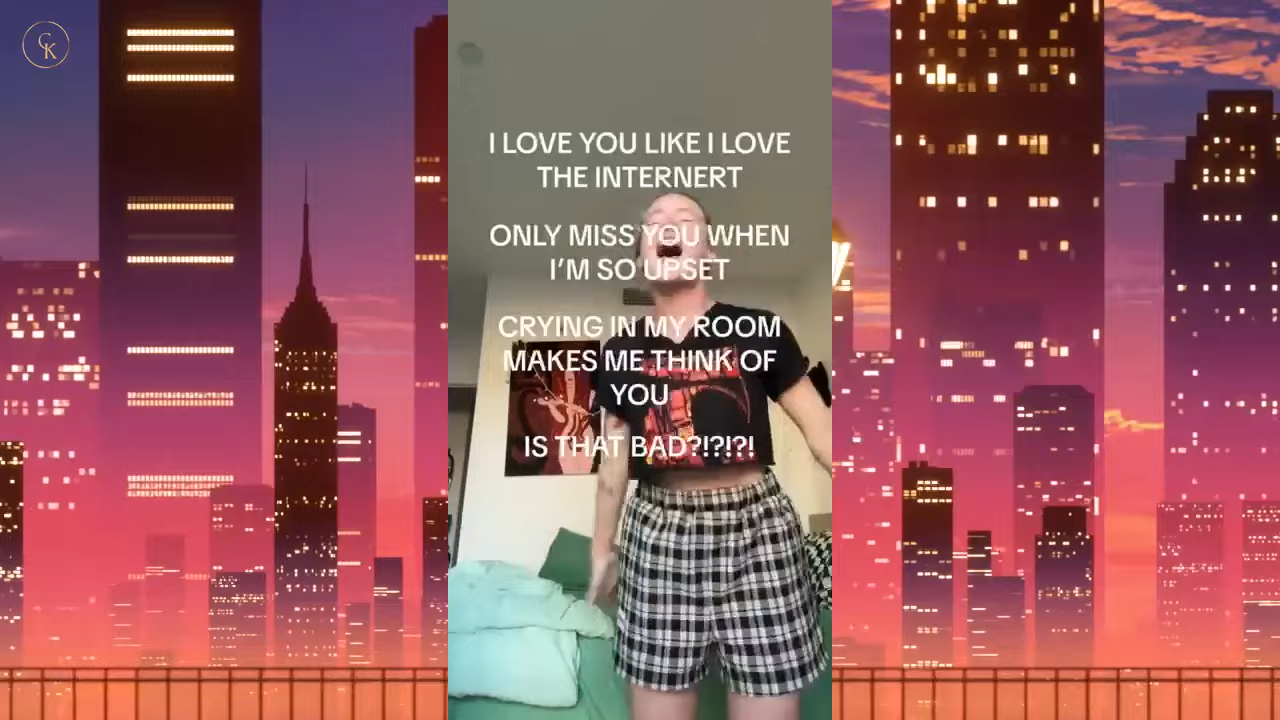 CK
I LOVE YOU LIKE I LOVE
THE INTERNERT
ONLY MISS YOU WHEN
I'M SO UPSET
CRYING IN MY ROOM
MAKES ME THINK OF
YOU
IS THAT BAD?!?!?!